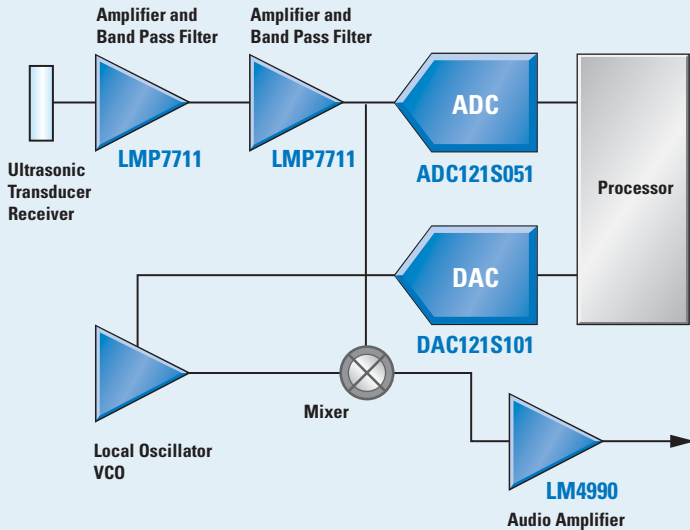 Amplifier and
Band Pass Filter
Amplifier and
Band Pass Filter
ADC
LMP7711
LMP7711
ADC121S051
Ultrasonic
Transducer
Receiver
Processor
DAC
DAC121S101
Mixer
Local Oscillator
VCO
LM4990
Audio Amplifier